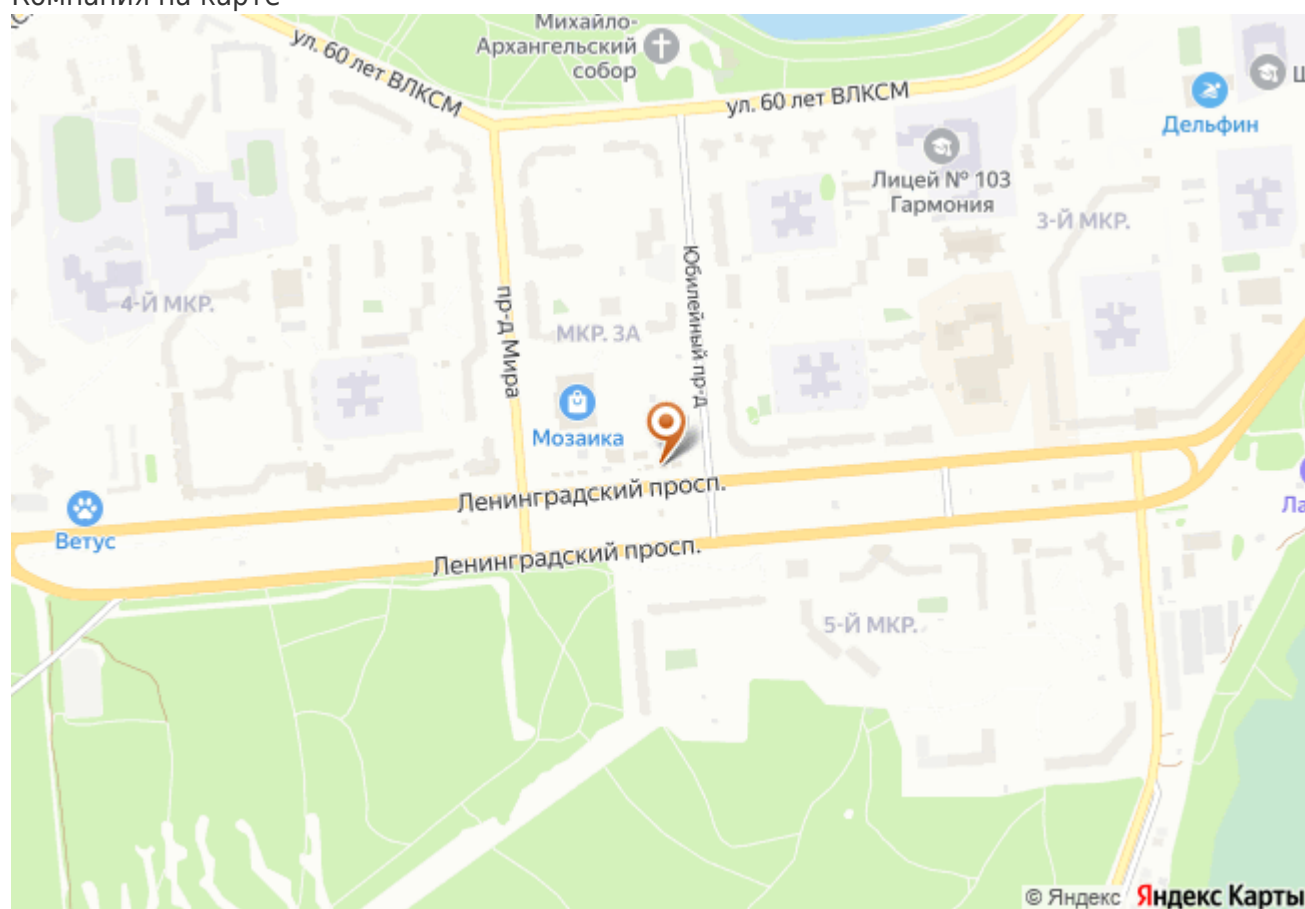 Компания на карте
Михайло-
Архангельский
собор
ул. 60 лет ВЛКСМ
ул. 60 лет ВЛКСМ
Дельфин
Лицей № 103
Гармония
3-Й МКР.
4-Й МКР.
пр-д Мира
МКР. 3А
Юбилейный пр-д
Мозаика
Ленинградский просп.
Ветус
Ленинградский просп.
5-Й МКР.
© Яндекс Яндекс Карты